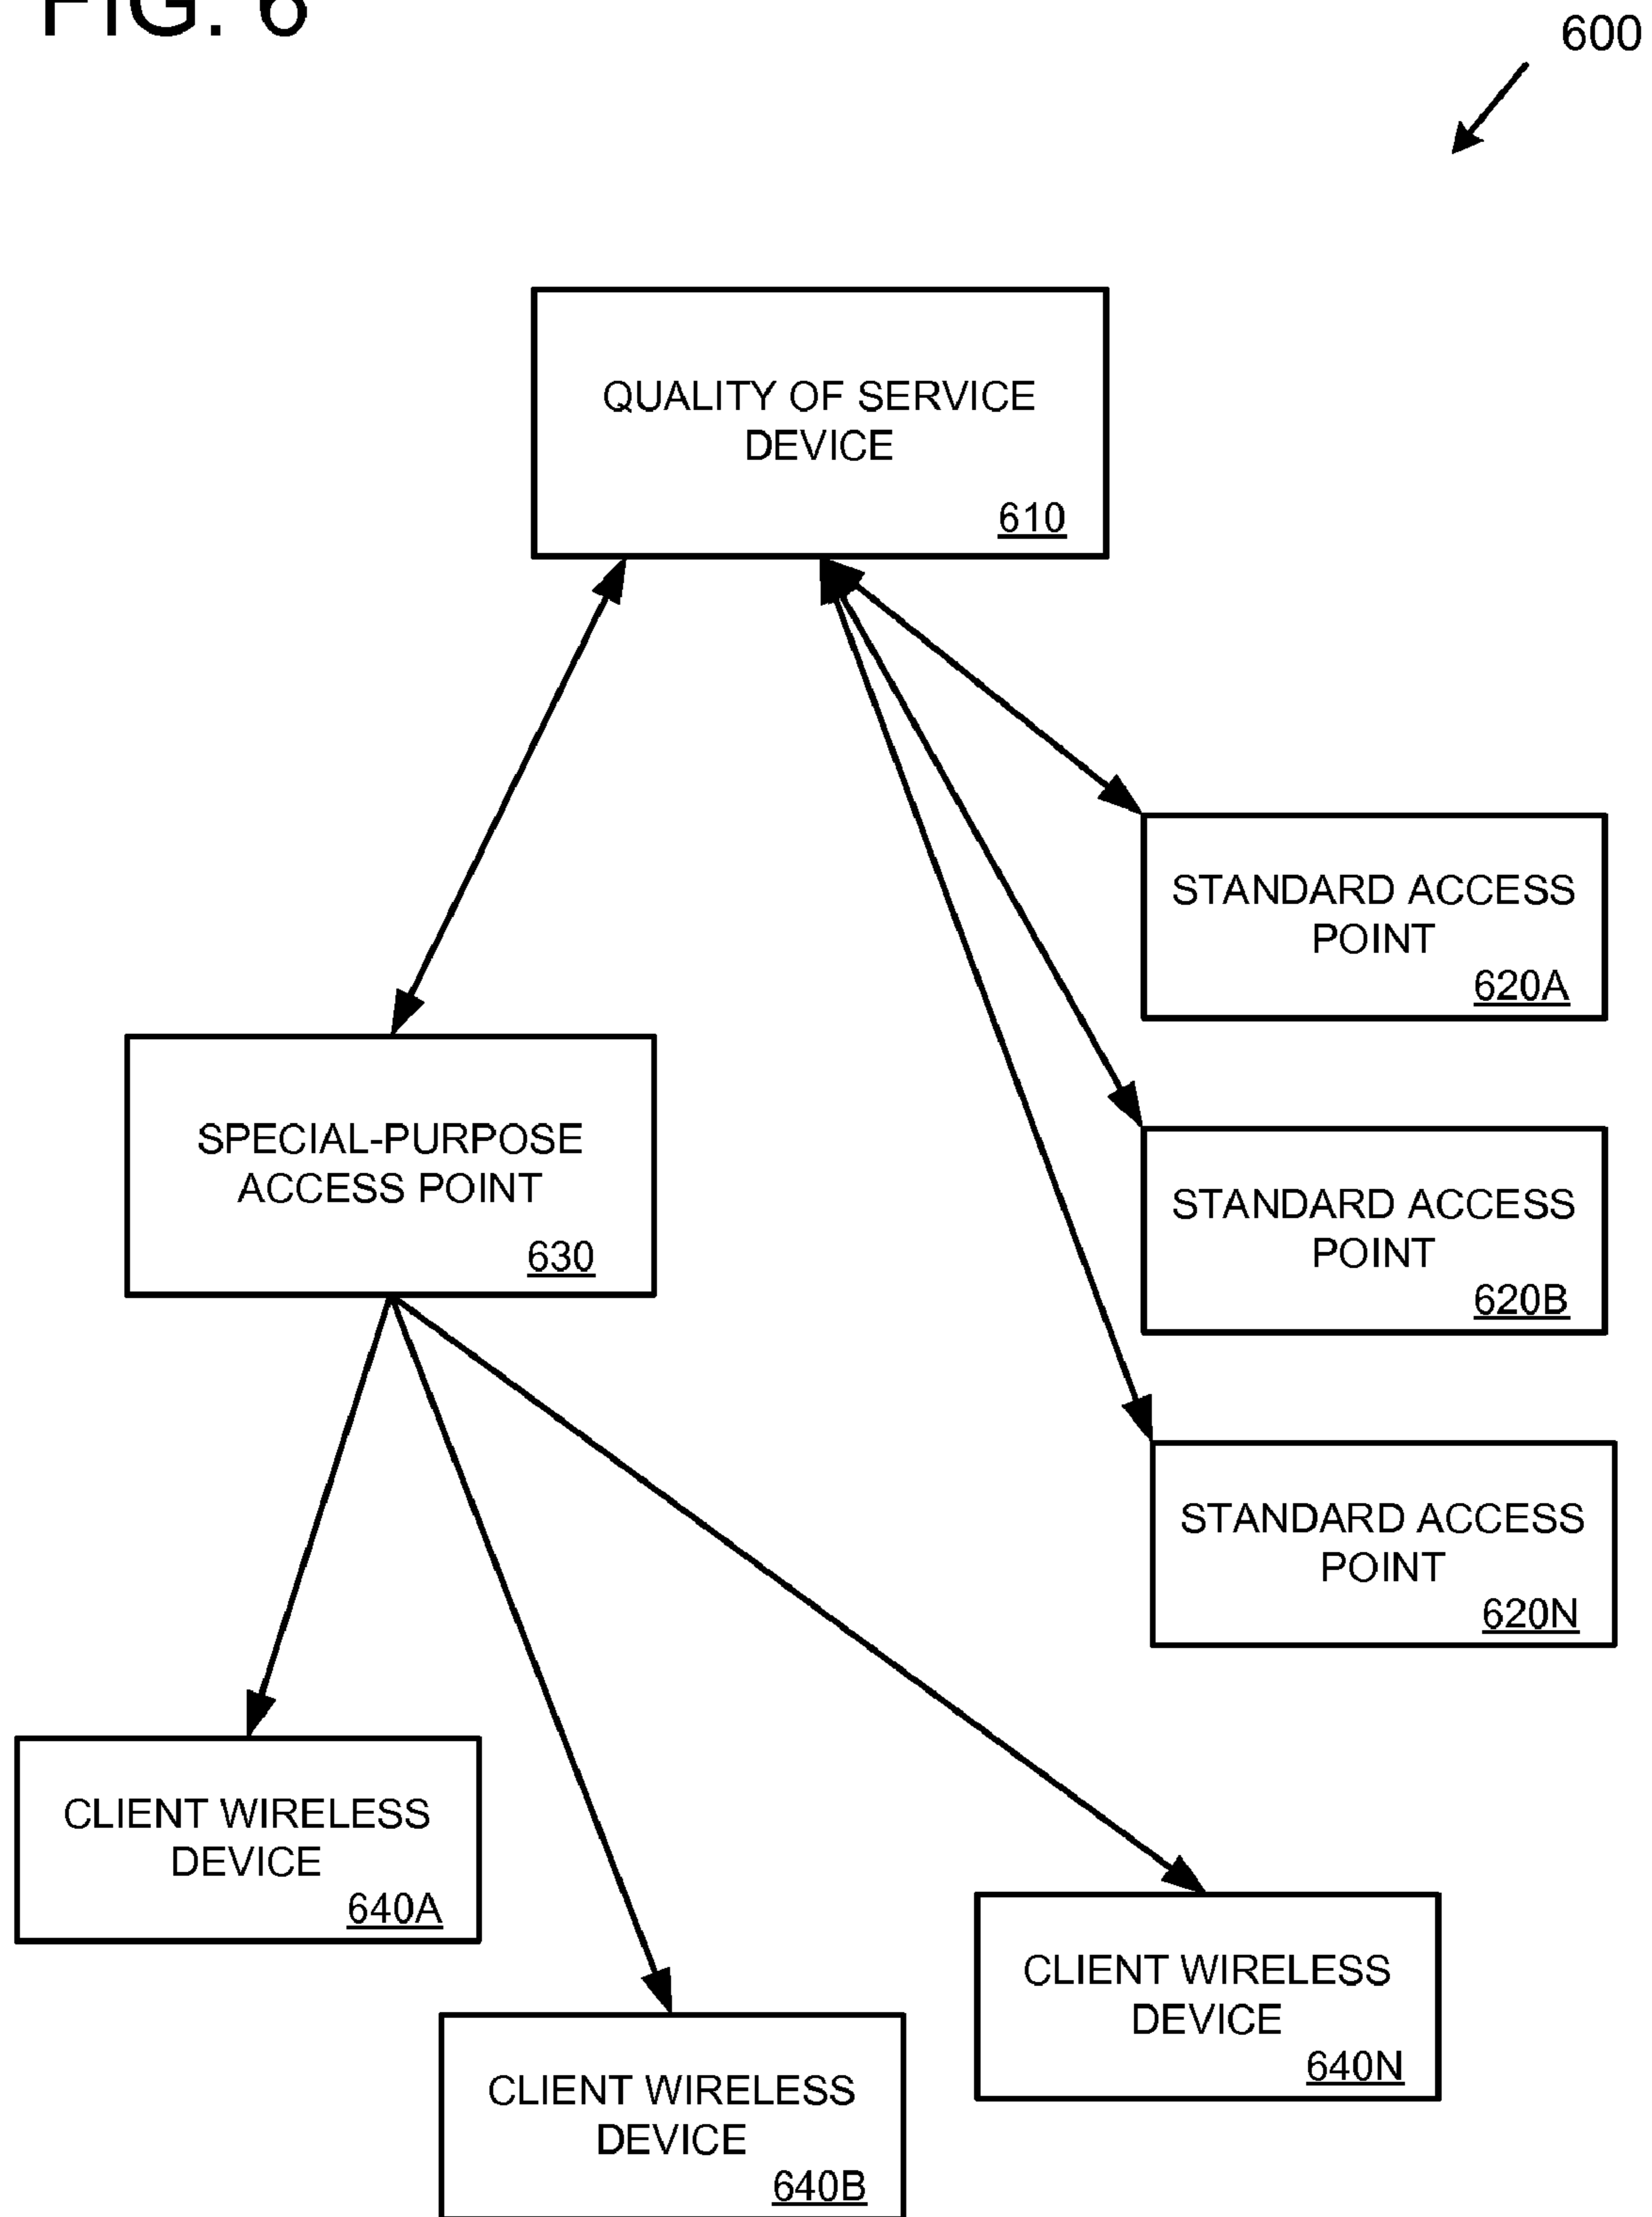 FIG. 6
600
QUALITY OF SERVICE
DEVICE
610
STANDARD ACCESS
POINT
620A
SPECIAL-PURPOSE
ACCESS POINT
630
STANDARD ACCESS
POINT
620B
STANDARD ACCESS
POINT
620N
CLIENT WIRELESS
DEVICE
640A
CLIENT WIRELESS
DEVICE
640N
CLIENT WIRELESS
DEVICE
640B